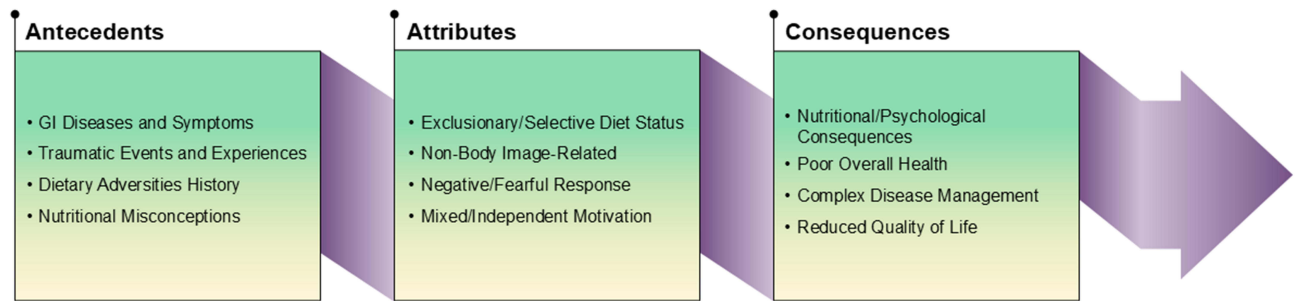 Antecedents
• GI Diseases and Symptoms
• Traumatic Events and Experiences
• Dietary Adversities History
• Nutritional Misconceptions
Attributes
• Exclusionary/Selective Diet Status
• Non-Body Image-Related
• Negative/Fearful Response
• Mixed/Independent Motivation
Consequences
• Nutritional/Psychological
Consequences
• Poor Overall Health
• Complex Disease Management
• Reduced Quality of Life